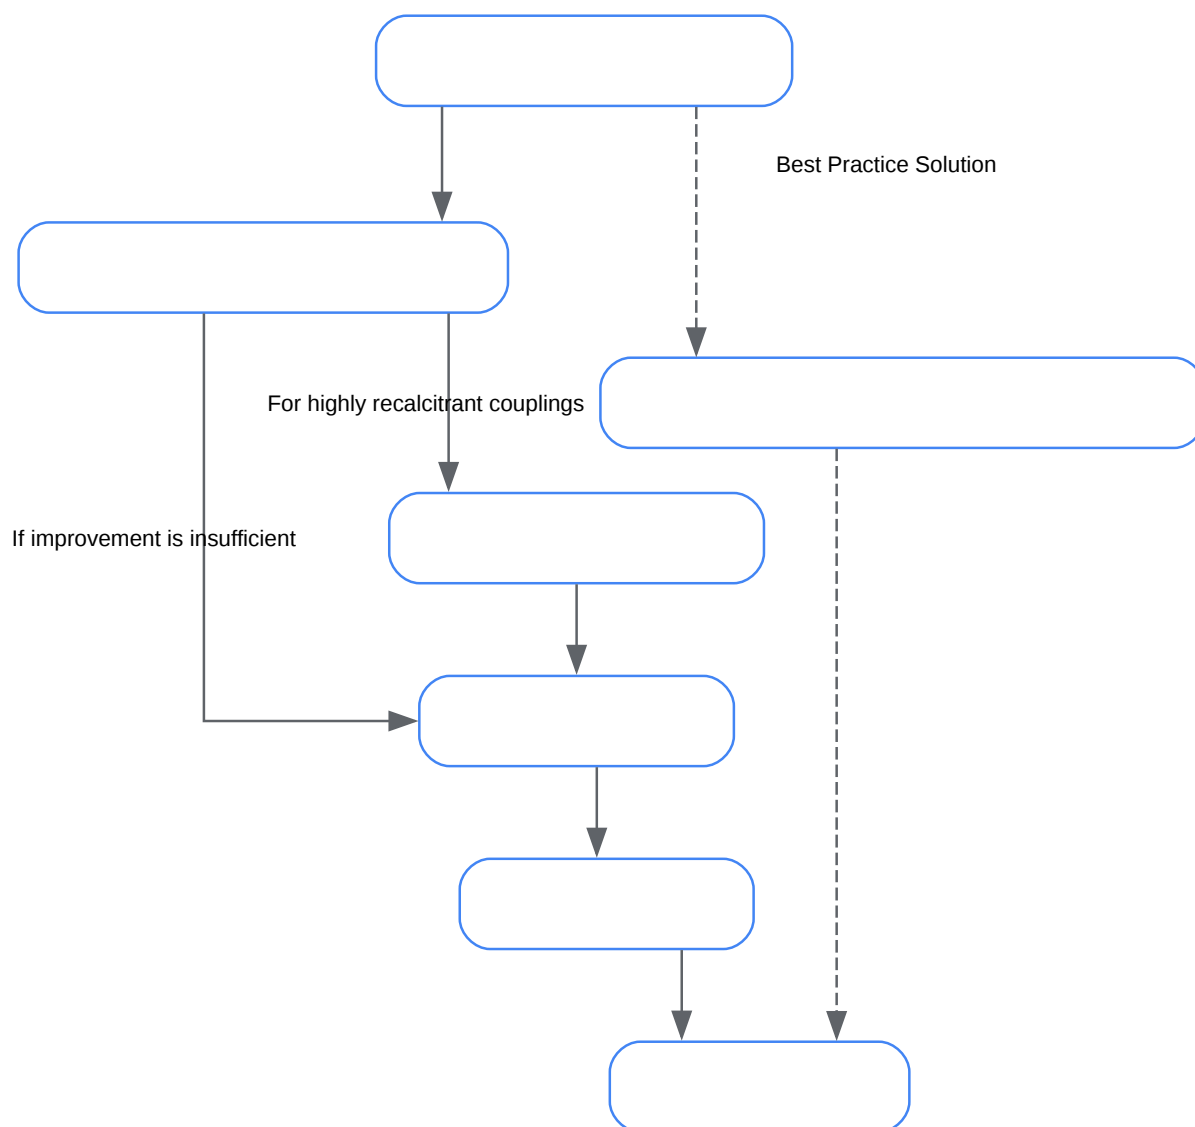 Best Practice Solution
For highly recalcitrant couplings
If improvement is insufficient